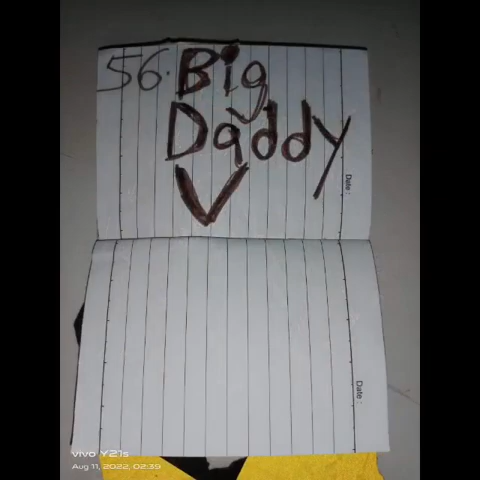 56. Big
Daddy
V
Date :
Date :
vivo Y21s
Aug 11, 2022, 02:39